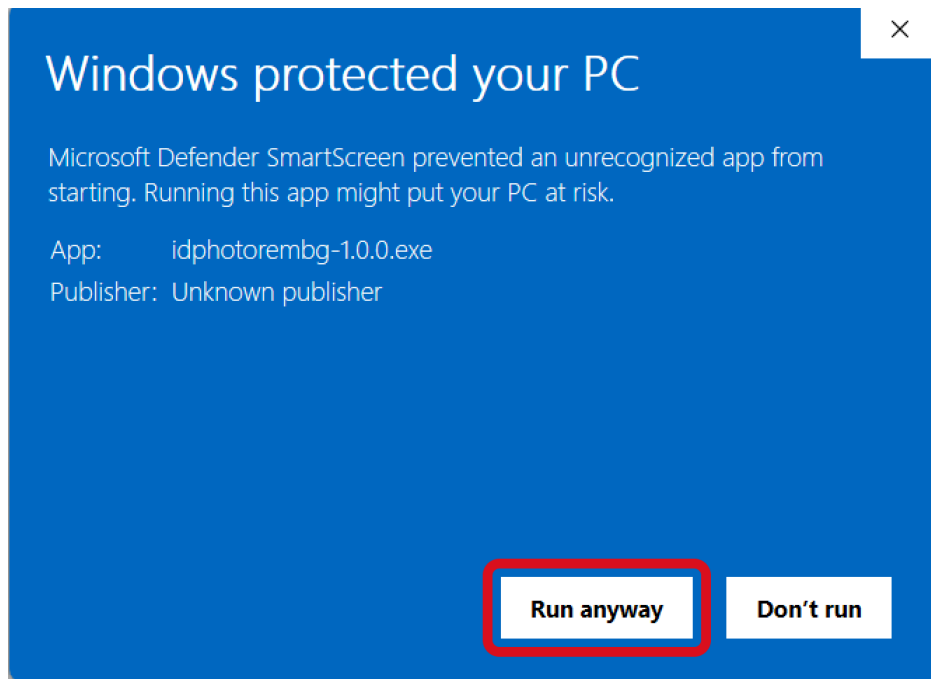 Windows protected your PC
Microsoft Defender SmartScreen prevented an unrecognized app from
starting. Running this app might put your PC at risk.
App: idphotorembg-1.0.0.exe
Publisher: Unknown publisher
Run anyway Don’t run